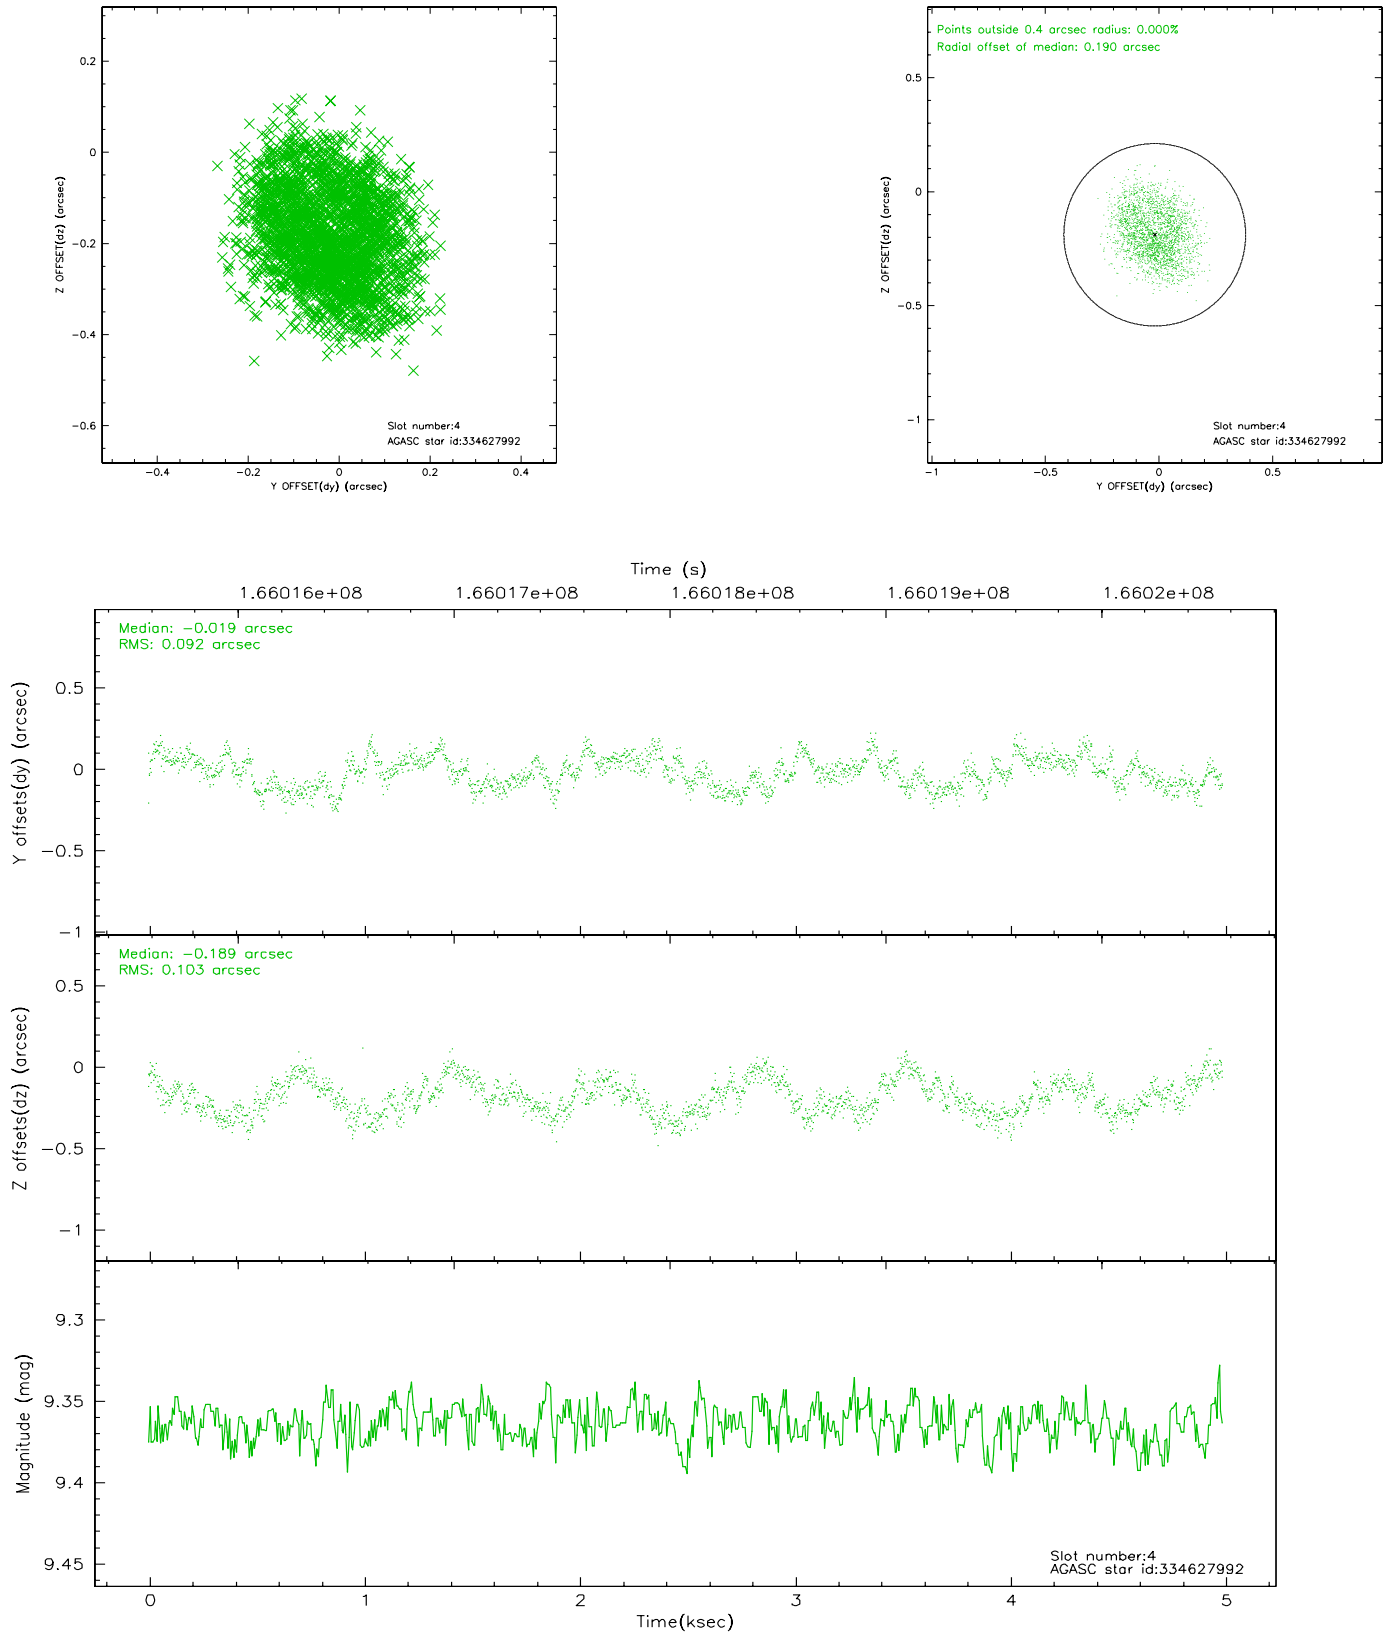 0.2
0
−0.2
−0.4
−0.6
Z OFFSET(dz) (arcsec)
Slot number:4
AGASC star id:334627992
−0.4
−0.2
0
0.2
0.4
Y OFFSET(dy) (arcsec)
Points outside 0.4 arcsec radius: 0.000%
Radial offset of median: 0.190 arcsec
0.5
0
−0.5
−1
Z OFFSET(dz) (arcsec)
Slot number:4
AGASC star id:334627992
−1
−0.5
0
0.5
Y OFFSET(dy) (arcsec)
Time (s)
1.66016e+08
1.66017e+08
1.66018e+08
1.66019e+08
1.6602e+08
Median: −0.019 arcsec
RMS: 0.092 arcsec
0.5
0
−0.5
−1
Y offsets(dy) (arcsec)
Median: −0.189 arcsec
RMS: 0.103 arcsec
0.5
0
−0.5
−1
Z offsets(dz) (arcsec)
9.3
9.35
9.4
9.45
Magnitude (mag)
Slot number:4
AGASC star id:334627992
0
1
2
3
4
5
Time(ksec)